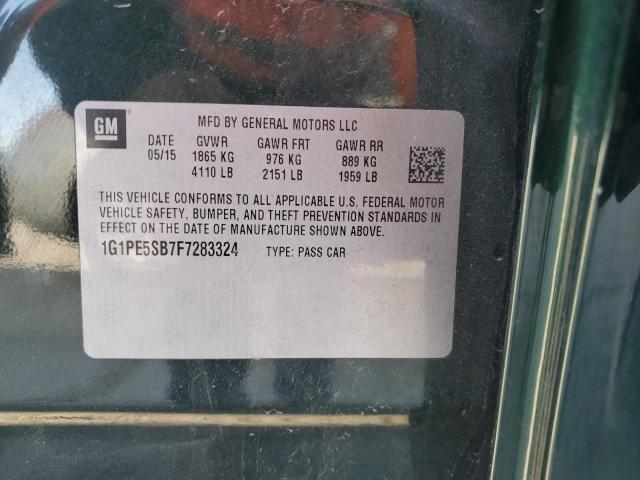 GM
MFD BY GENERAL MOTORS LLC
DATE GVWR GAWR FRT GAWR RR
05/15 1865 KG 976 KG 889 KG
4110 LB 2151 LB 1959 LB
THIS VEHICLE CONFORMS TO ALL APPLICABLE U.S. FEDERAL MOTOR
VEHICLE SAFETY, BUMPER, AND THEFT PREVENTION STANDARDS IN
EFFECT ON THE DATE OF MANUFACTURE SHOWN ABOVE.
1G1PE5SB7F7283324 TYPE: PASS CAR